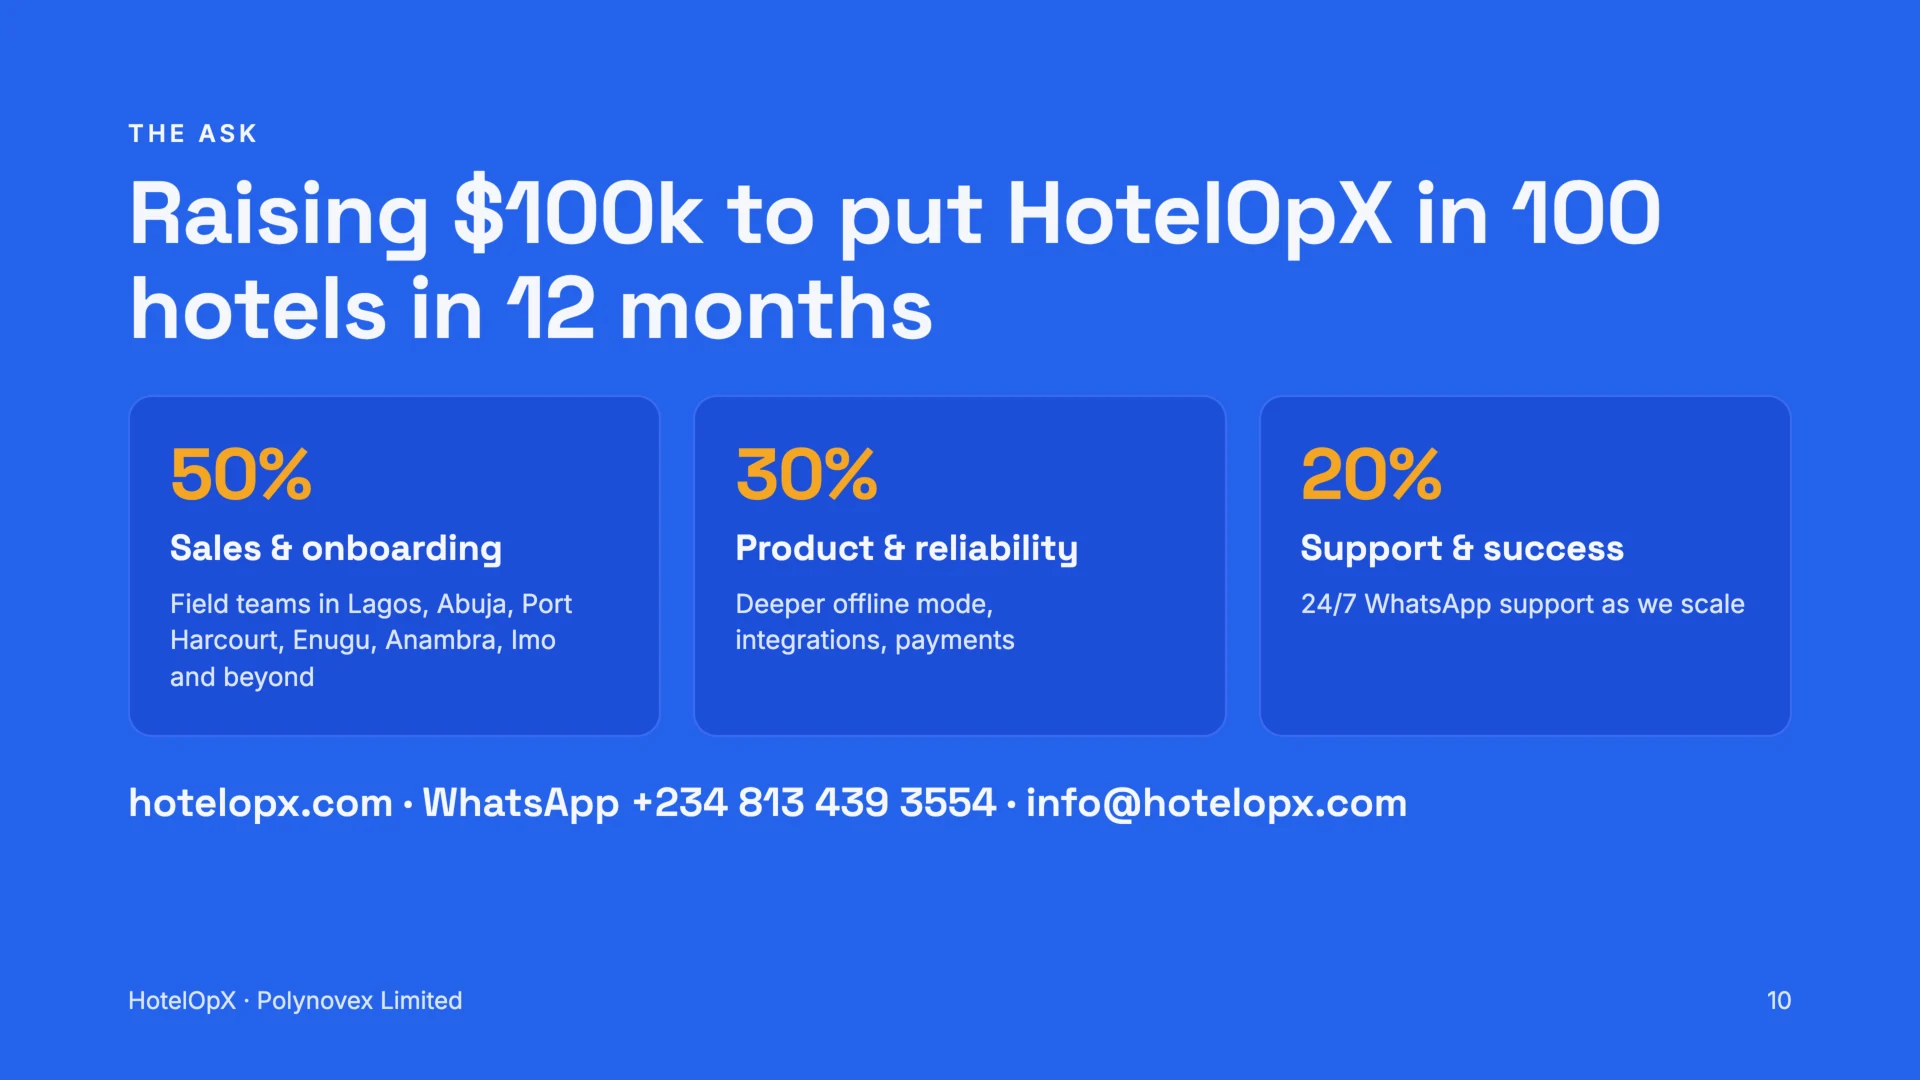 THE ASK
Raising $100k to put HotelOpX in 100
hotels in 12 months
50%
Sales & onboarding
Field teams in Lagos, Abuja, Port
Harcourt, Enugu, Anambra, Imo
and beyond
30%
Product & reliability
Deeper offline mode,
integrations, payments
20%
Support & success
24/7 WhatsApp support as we scale
hotelopx.com · WhatsApp +234 813 439 3554 · info@hotelopx.com
HotelOpX · Polynovex Limited
10